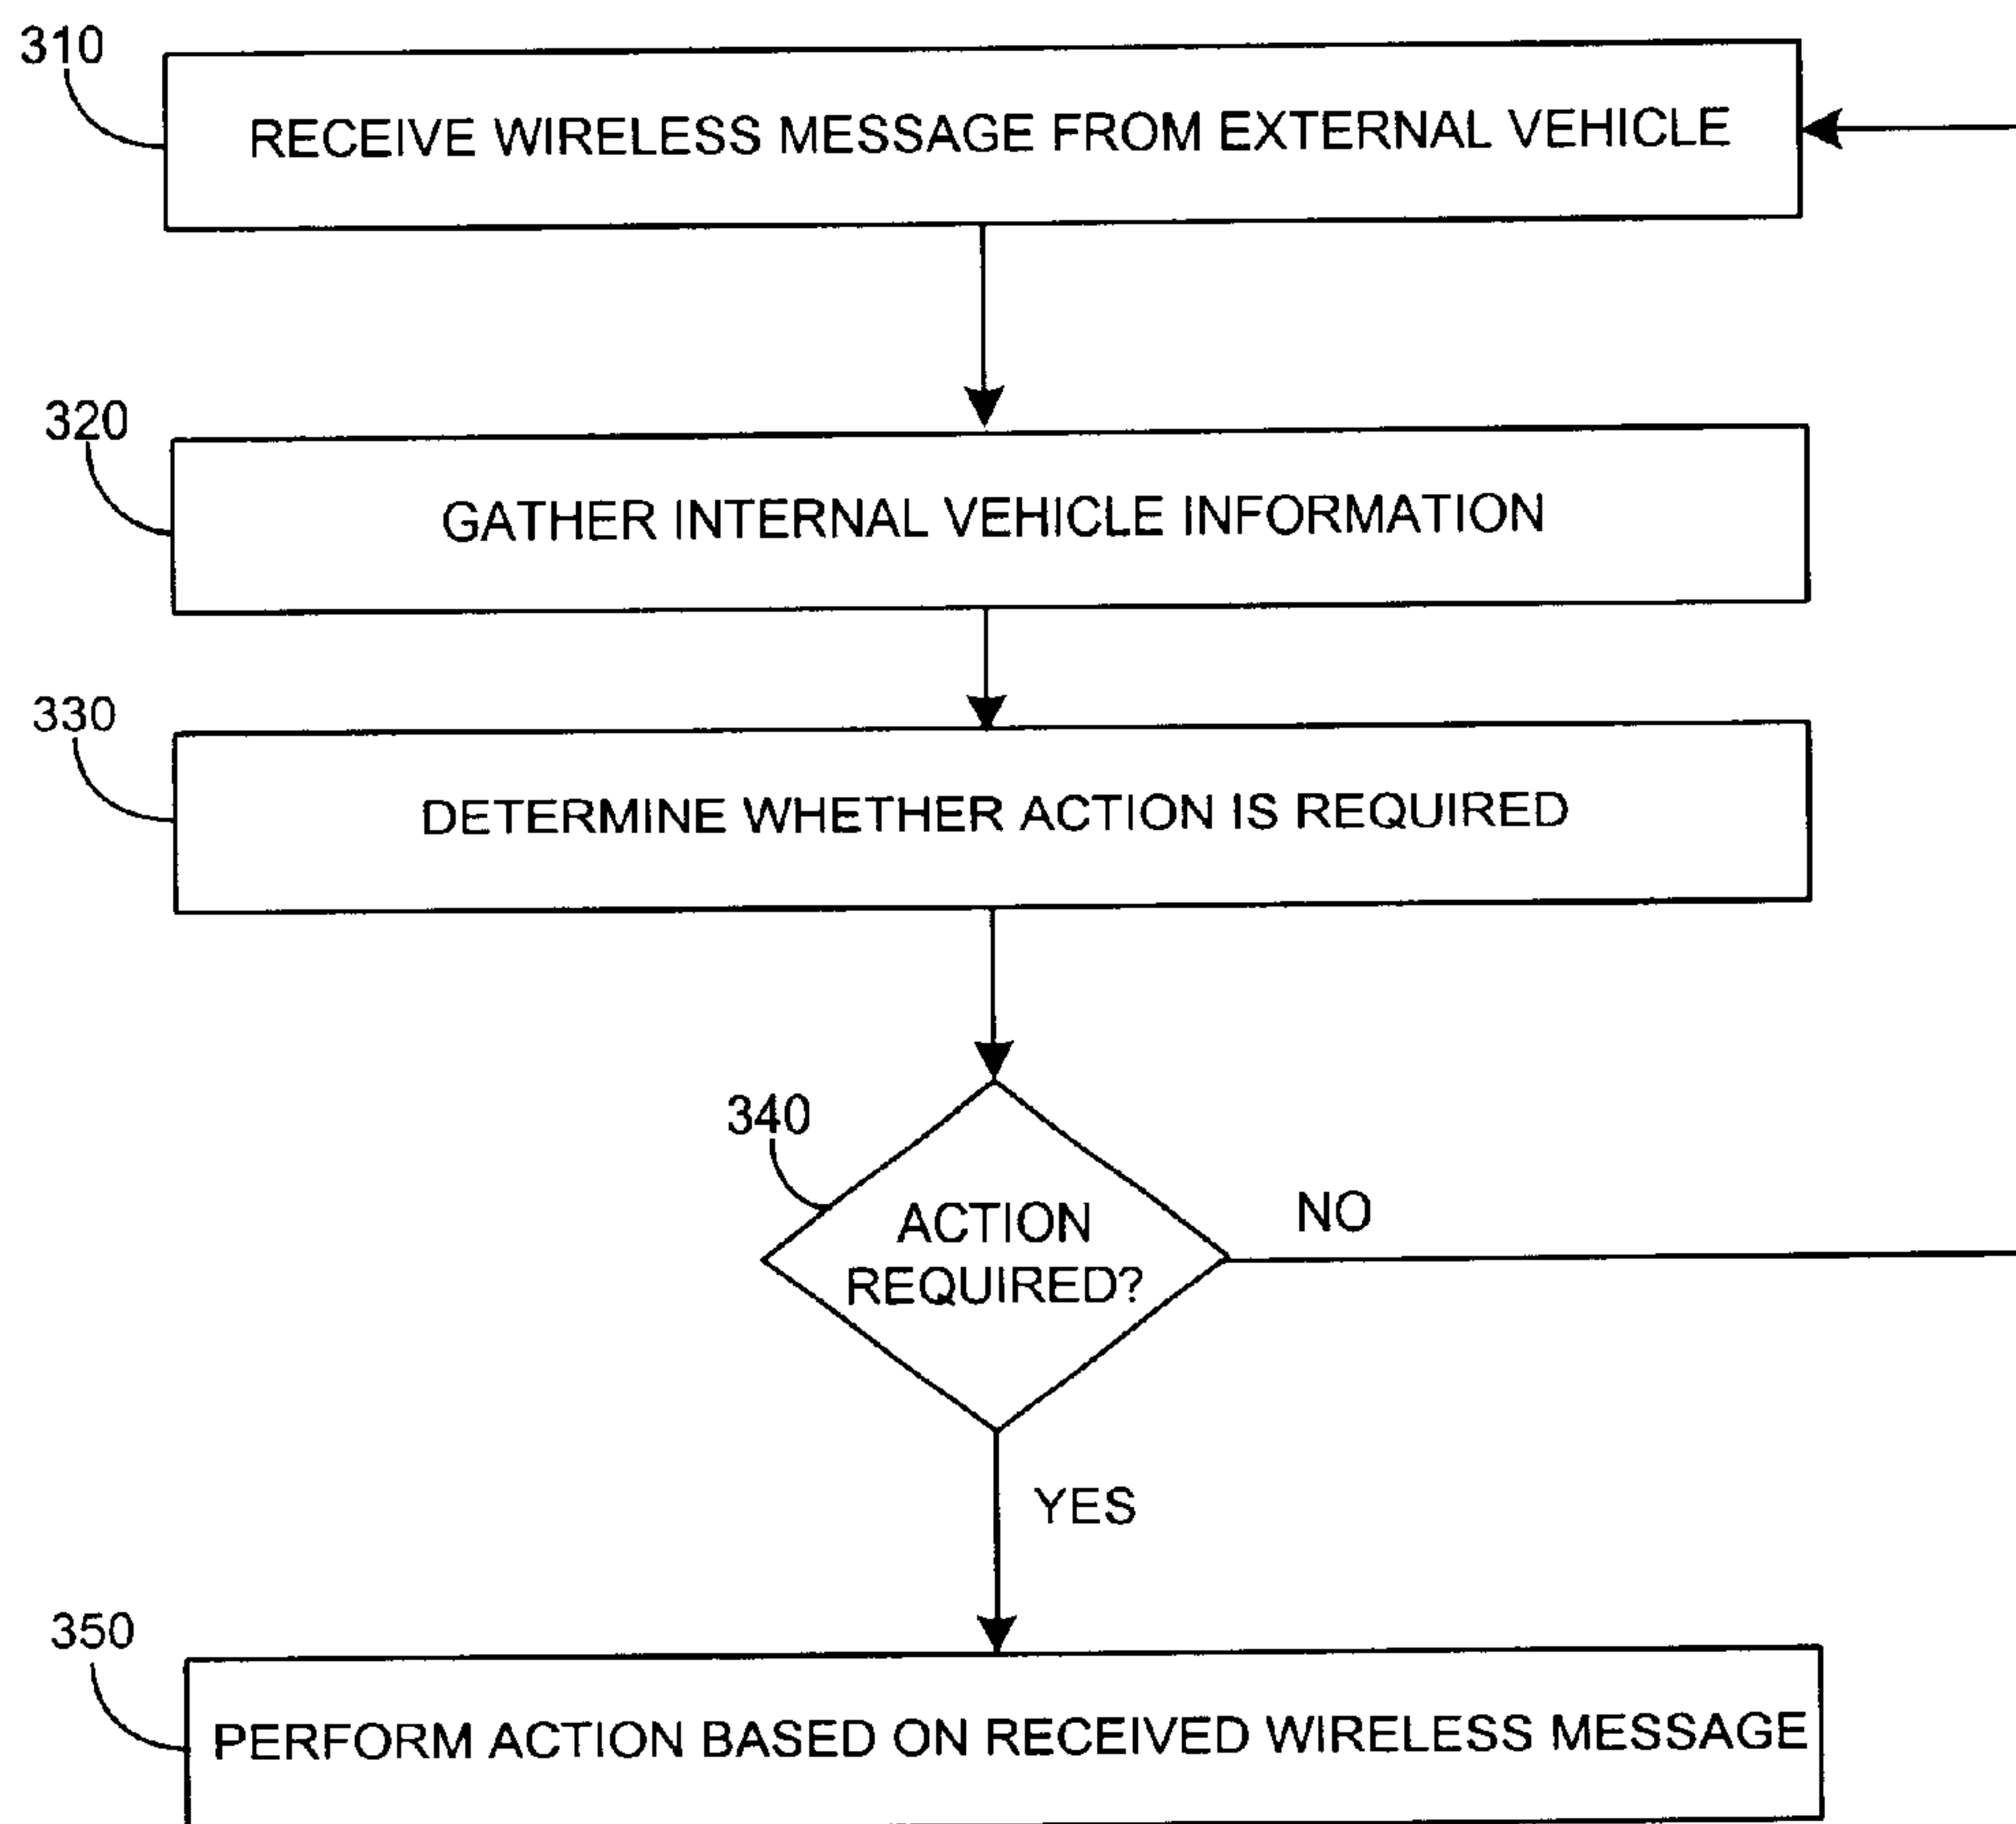 310
RECEIVE WIRELESS MESSAGE FROM EXTERNAL VEHICLE
320
GATHER INTERNAL VEHICLE INFORMATION
330
DETERMINE WHETHER ACTION IS REQUIRED
340
ACTION
REQUIRED?
NO
YES
350
PERFORM ACTION BASED ON RECEIVED WIRELESS MESSAGE